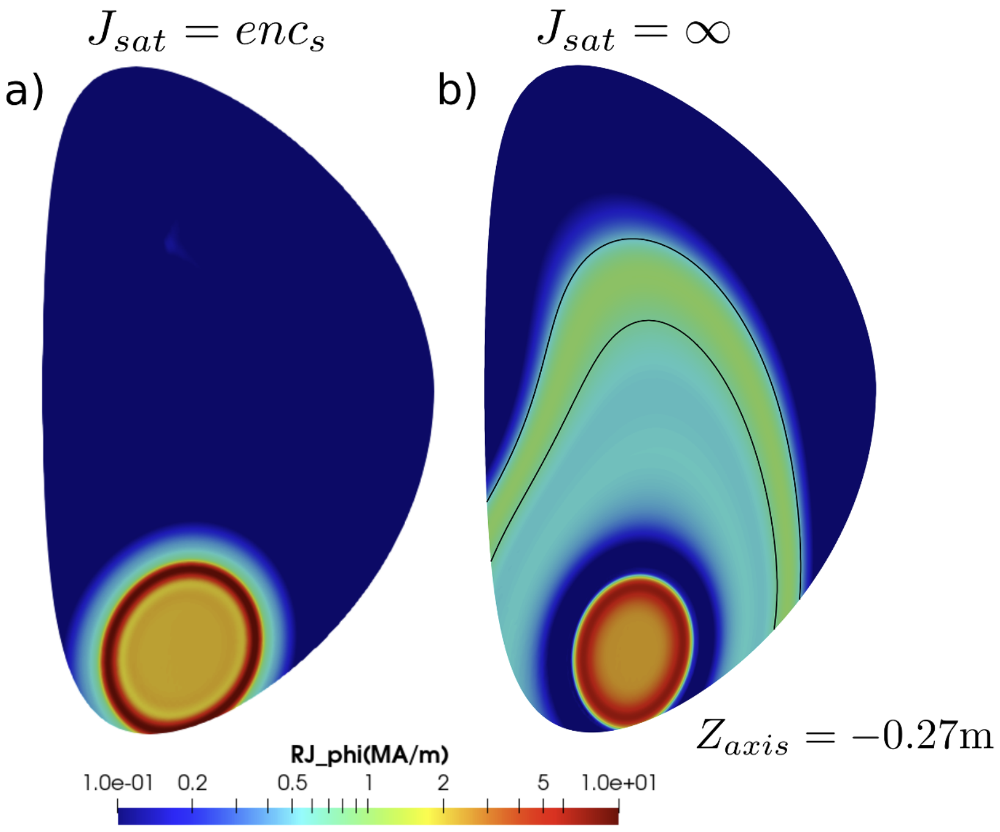 J_sat = enc_s
J_sat = ∞
a)
b)
Z_axis = −0.27m
RJ_phi(MA/m)
1.0e-01 0.2 0.5 1 2 5 1.0e+01